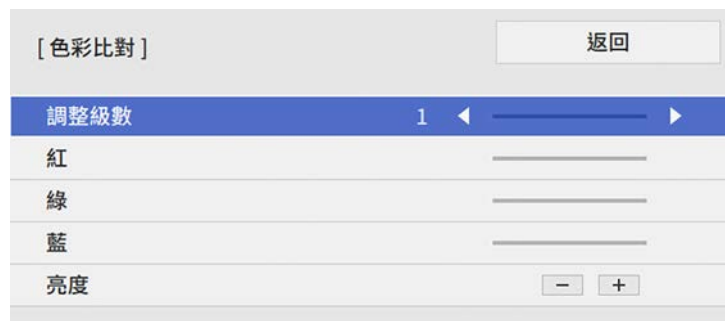 [ 色彩比對 ]
返回
調整級數 1
紅
綠
藍
亮度 − +